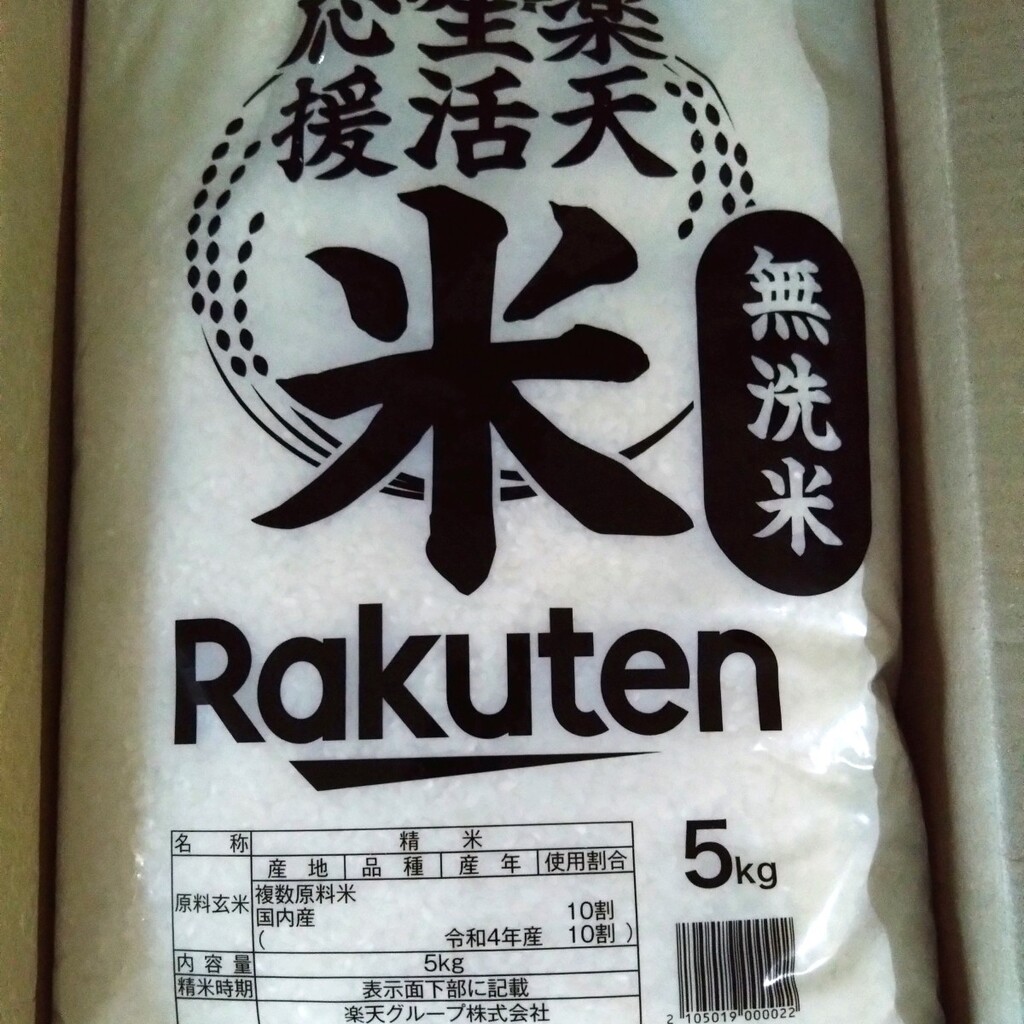 楽天
生活
応援
米
無洗米
Rakuten
5kg
名称 精米
原料玄米 産地 品種 産年 使用割合
複数原料米
国内産 10割
( 令和4年産 10割 )
内容量 5kg
精米時期 表示面下部に記載
楽天グループ株式会社
2 105019 000022